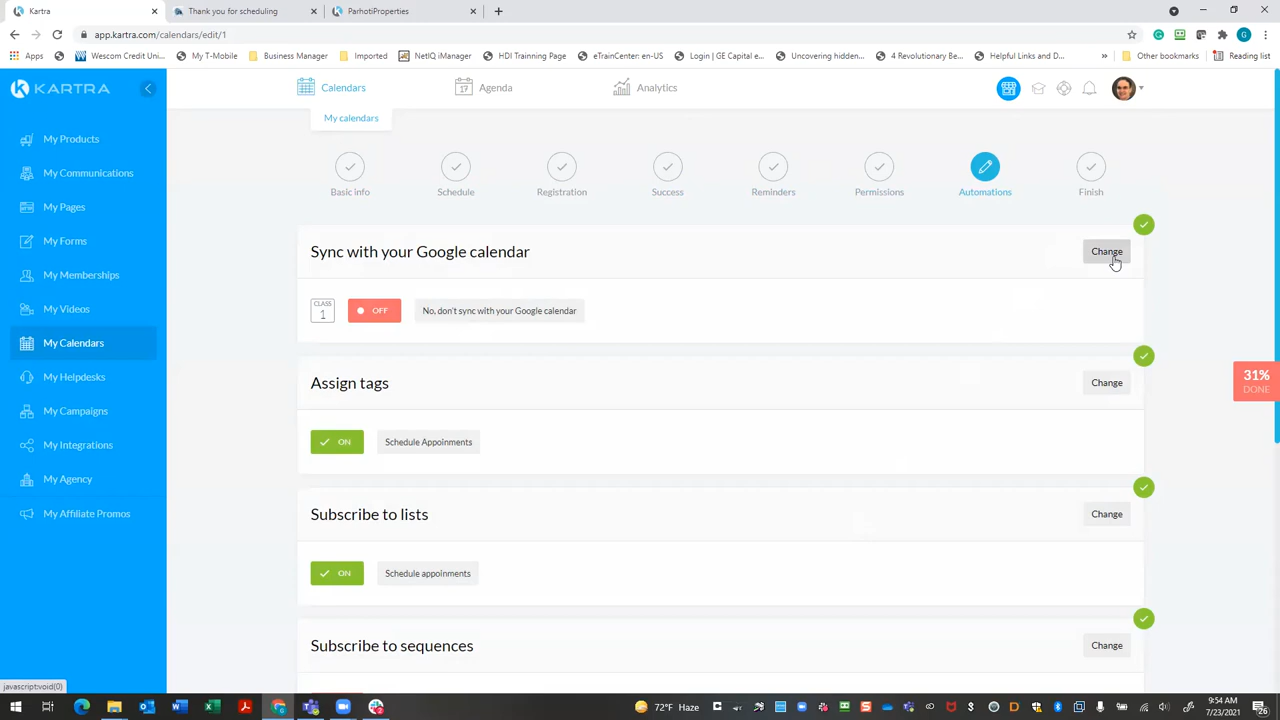 Kartra
Thank you for scheduling
ParhotiProperties
app.kartra.com/calendars/edit/1
Apps
Wescom Credit Uni...
My T-Mobile
Business Manager
Imported
NetIQ iManager
HDI Trainning Page
eTrainCenter: en-US
Login | GE Capital e...
Uncovering hidden...
4 Revolutionary Be...
Helpful Links and D...
Other bookmarks
Reading list
KARTRA
Calendars
Agenda
Analytics
My calendars
My Products
My Communications
My Pages
My Forms
My Memberships
My Videos
My Calendars
My Helpdesks
My Campaigns
My Integrations
My Agency
My Affiliate Promos
Basic info
Schedule
Registration
Success
Reminders
Permissions
Automations
Finish
Sync with your Google calendar
Change
CLASS 1
OFF
No, don't sync with your Google calendar
Assign tags
Change
ON
Schedule Appoinments
Subscribe to lists
Change
ON
Schedule appoinments
Subscribe to sequences
Change
31%
DONE
javascript:void(0)
72°F Haze
9:54 AM
7/23/2021
26